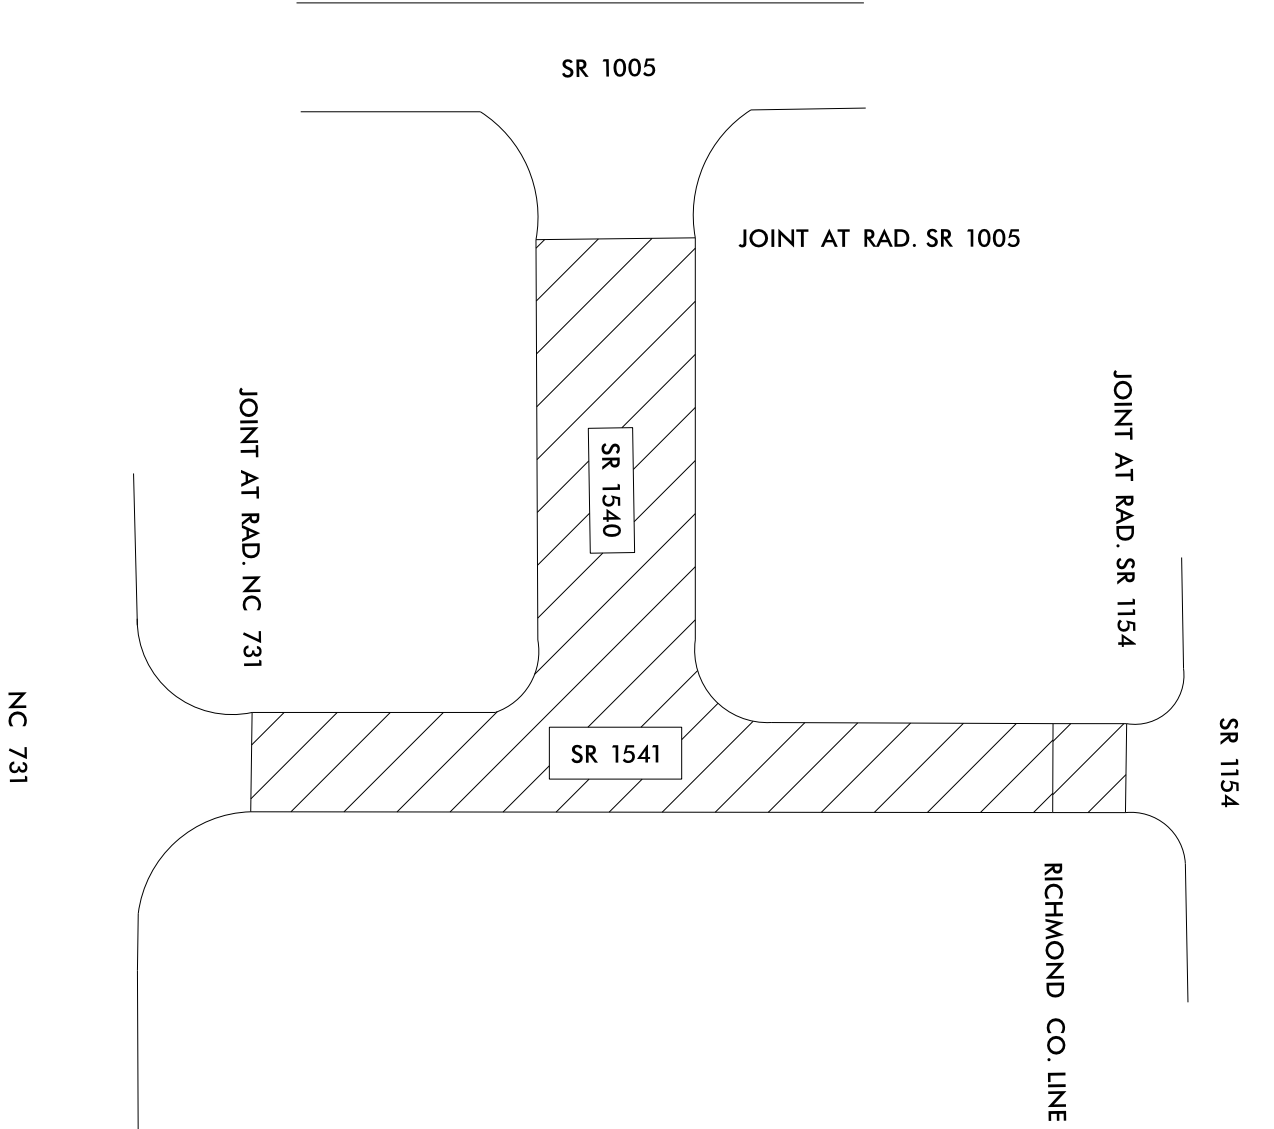 SR 1005
JOINT AT RAD. SR 1005
JOINT AT RAD. NC 731
SR 1540
JOINT AT RAD. SR 1154
NC 731
SR 1541
SR 1154
RICHMOND CO. LINE